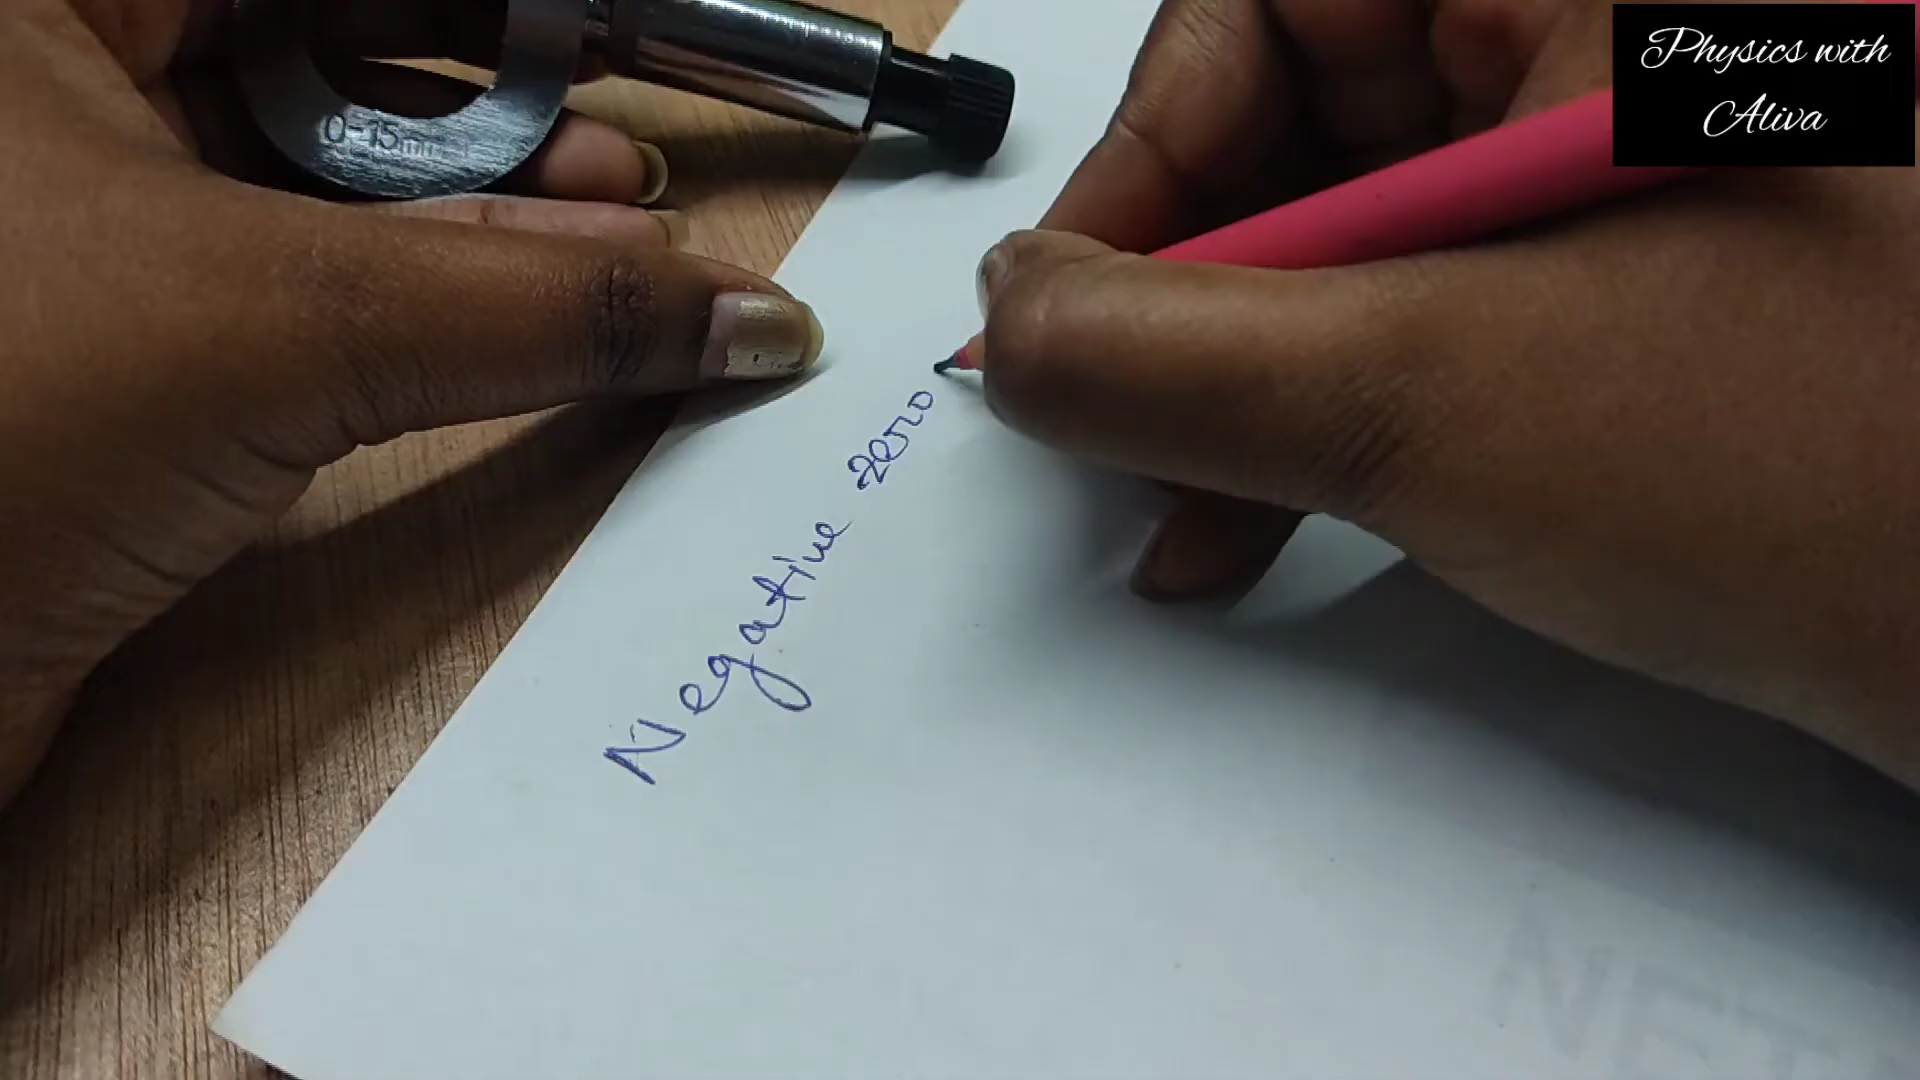 Physics with
Aliva
0-15mm
Negative zero